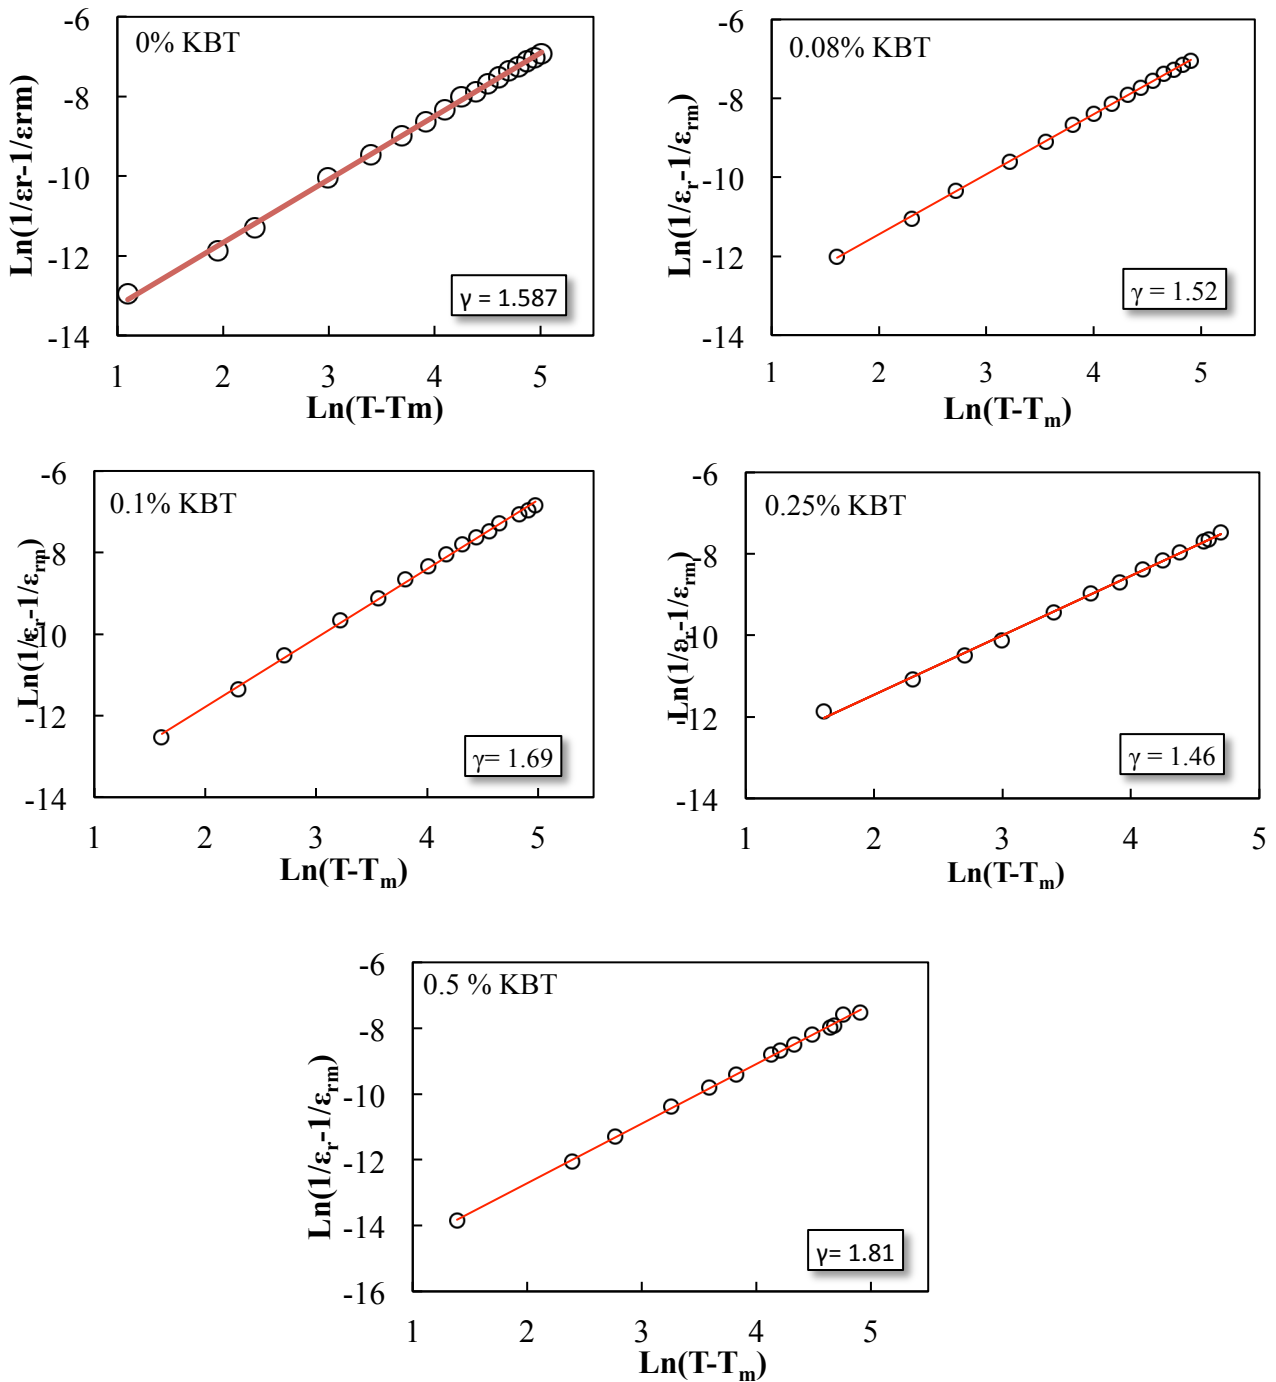 -6
0% KBT
-8
-10
-12
-14
Ln(1/εr-1/εrm)
γ = 1.587
1 2 3 4 5
Ln(T-Tm)
-6
0.08% KBT
-8
-10
-12
-14
Ln(1/εr-1/εrm)
γ = 1.52
1 2 3 4 5
Ln(T-Tm)
-6
0.1% KBT
-8
-10
-12
-14
Ln(1/εr-1/εrm)
γ= 1.69
1 2 3 4 5
Ln(T-Tm)
-6
0.25% KBT
-8
-10
-12
-14
Ln(1/εr-1/εrm)
γ = 1.46
1 2 3 4 5
Ln(T-Tm)
-6
0.5 % KBT
-8
-10
-12
-14
-16
Ln(1/εr-1/εrm)
γ= 1.81
1 2 3 4 5
Ln(T-Tm)